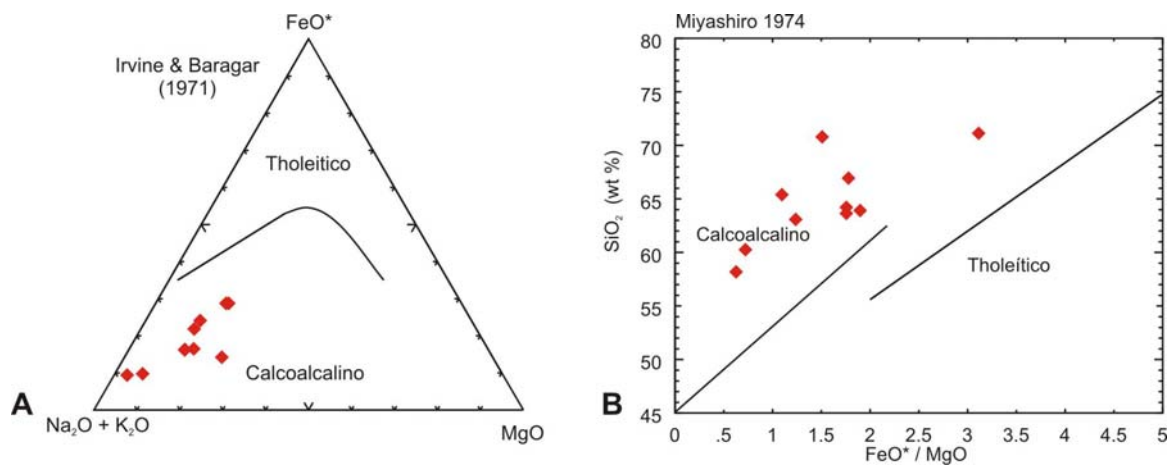 FeO*
Irvine & Baragar
(1971)
Tholeitico
Calcoalcalino
A
Na₂O + K₂O
MgO
Miyashiro 1974
80
75
70
65
60
55
50
45
SiO₂ (wt %)
Calcoalcalino
Tholeítico
B
0 .5 1 1.5 2 2.5 3 3.5 4 4.5 5
FeO* / MgO